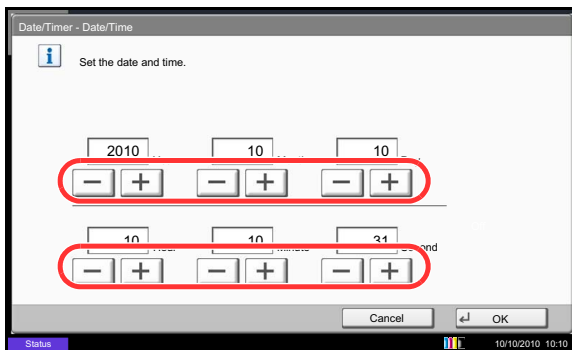 Date/Timer - Date/Time
i
Set the date and time.
2010 10 10
- + - + - +
10 10 31
- + - + - +
Cancel OK
Status 10/10/2010 10:10